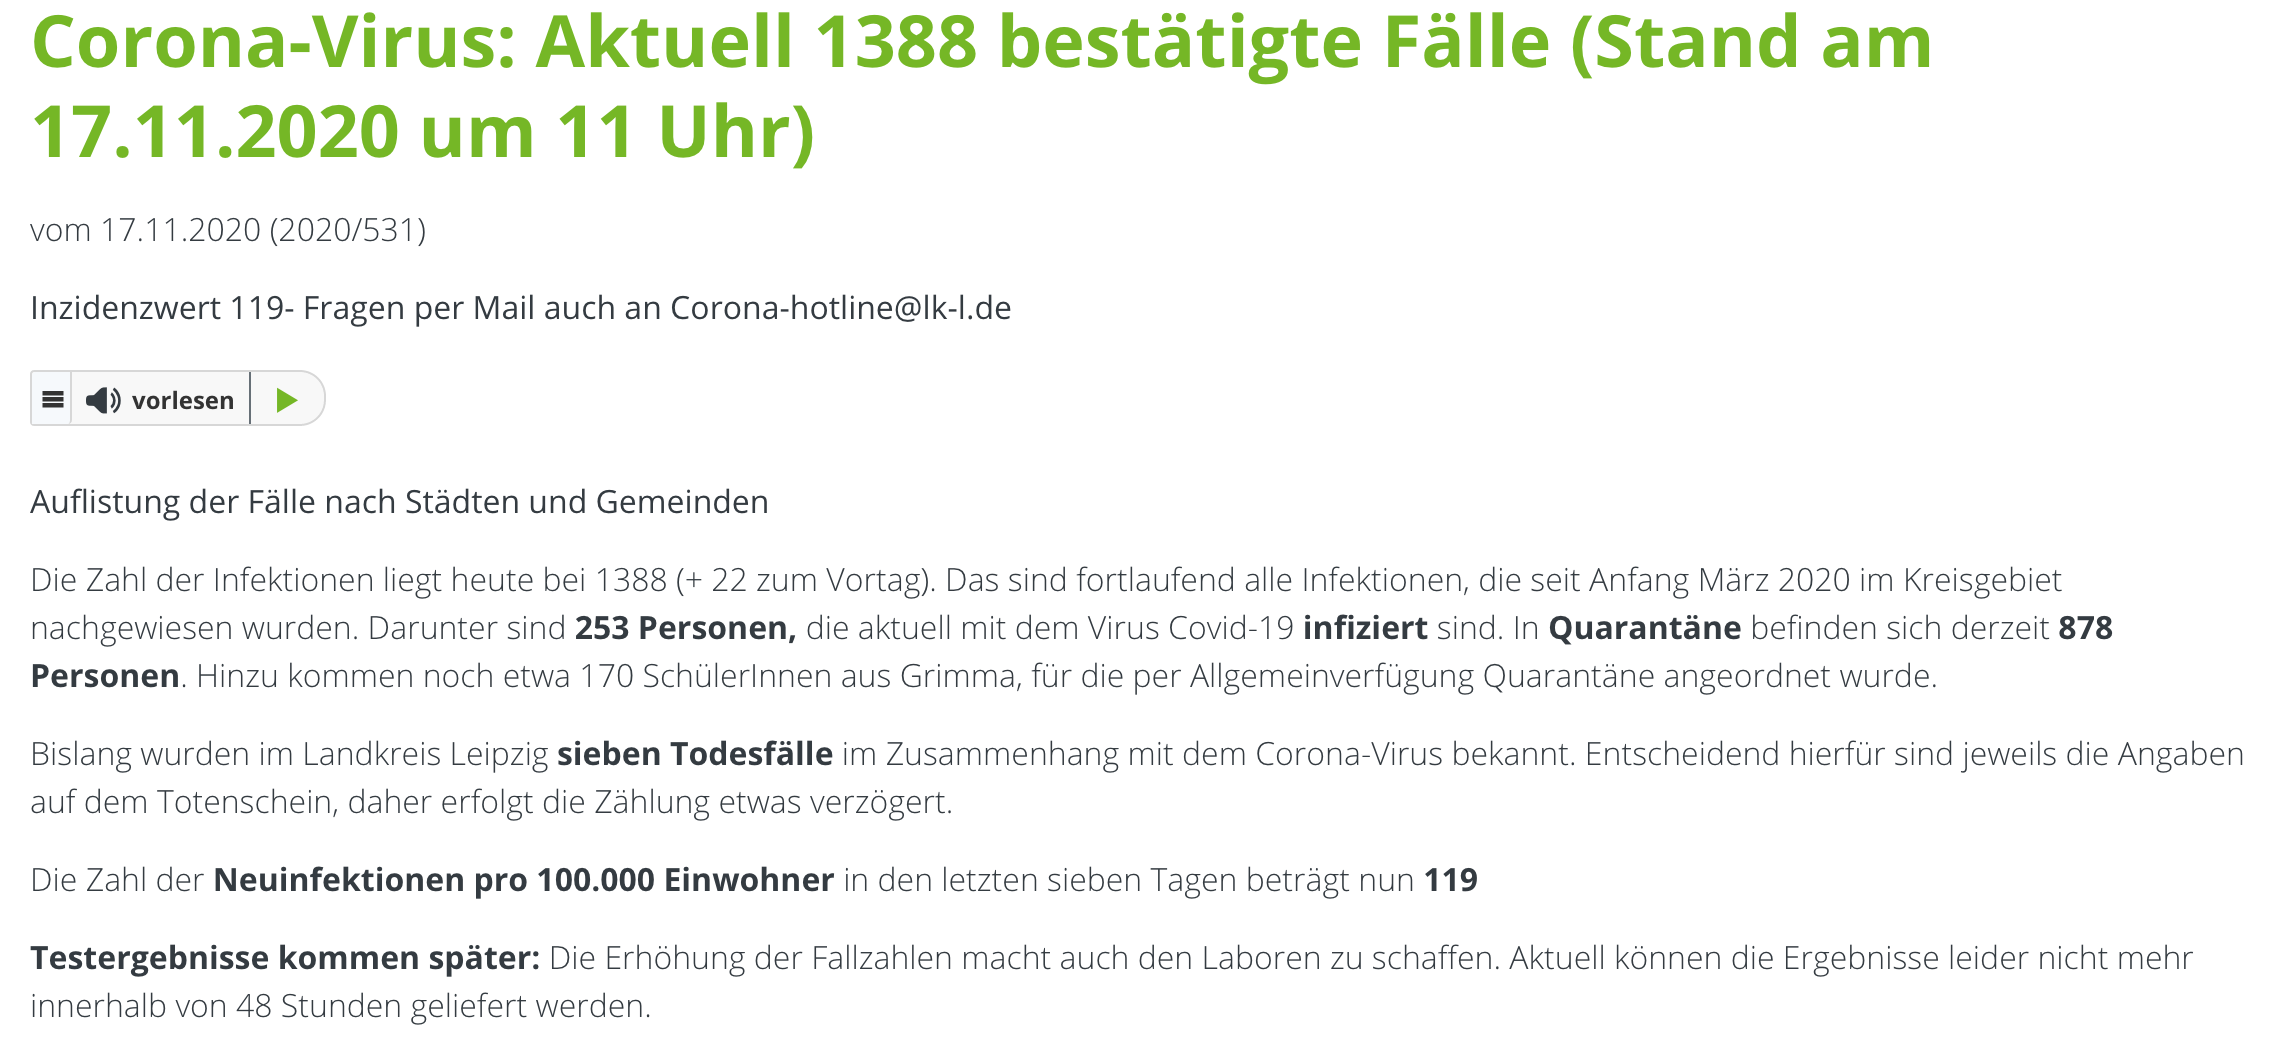 Corona-Virus: Aktuell 1388 bestätigte Fälle (Stand am
17.11.2020 um 11 Uhr)
vom 17.11.2020 (2020/531)
Inzidenzwert 119- Fragen per Mail auch an Corona-hotline@lk-l.de
vorlesen
Auflistung der Fälle nach Städten und Gemeinden
Die Zahl der Infektionen liegt heute bei 1388 (+ 22 zum Vortag). Das sind fortlaufend alle Infektionen, die seit Anfang März 2020 im Kreisgebiet
nachgewiesen wurden. Darunter sind 253 Personen, die aktuell mit dem Virus Covid-19 infiziert sind. In Quarantäne befinden sich derzeit 878
Personen. Hinzu kommen noch etwa 170 SchülerInnen aus Grimma, für die per Allgemeinverfügung Quarantäne angeordnet wurde.
Bislang wurden im Landkreis Leipzig sieben Todesfälle im Zusammenhang mit dem Corona-Virus bekannt. Entscheidend hierfür sind jeweils die Angaben
auf dem Totenschein, daher erfolgt die Zählung etwas verzögert.
Die Zahl der Neuinfektionen pro 100.000 Einwohner in den letzten sieben Tagen beträgt nun 119
Testergebnisse kommen später: Die Erhöhung der Fallzahlen macht auch den Laboren zu schaffen. Aktuell können die Ergebnisse leider nicht mehr
innerhalb von 48 Stunden geliefert werden.